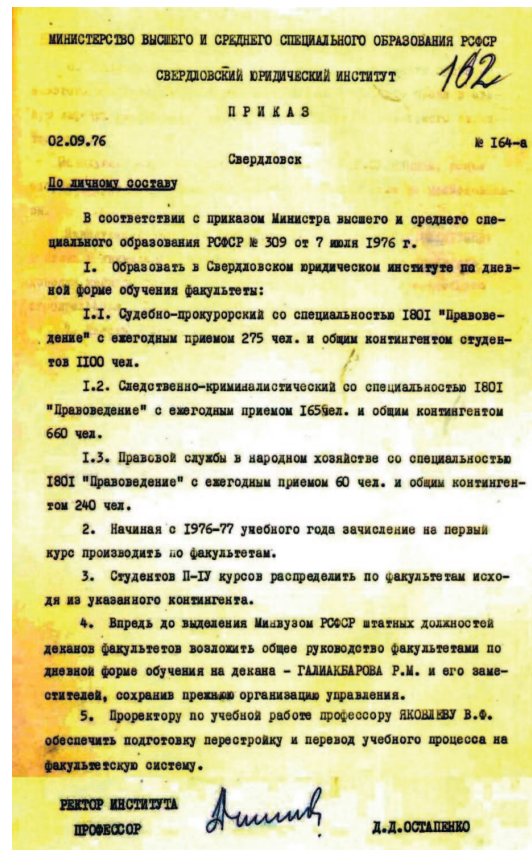 МИНИСТЕРСТВО ВЫСШЕГО И СРЕДНЕГО СПЕЦИАЛЬНОГО ОБРАЗОВАНИЯ РСФСР
СВЕРДЛОВСКИЙ ЮРИДИЧЕСКИЙ ИНСТИТУТ
162
П Р И К А З
02.09.76 № I64-а
Свердловск
По личному составу
В соответствии с приказом Министра высшего и среднего спе-
циального образования РСФСР № 309 от 7 июля 1976 г.
I. Образовать в Свердловском юридическом институте по днев-
ной форме обучения факультеты:
I.I. Судебно-прокурорский со специальностью I80I "Правове-
дение" с ежегодным приемом 275 чел. и общим контингентом студен-
тов II00 чел.
I.2. Следственно-криминалистический со специальностью I80I
"Правоведение" с ежегодным приемом I65чел. и общим контингентом
660 чел.
I.3. Правовой службы в народном хозяйстве со специальностью
I80I "Правоведение" с ежегодным приемом 60 чел. и общим континген-
том 240 чел.
2. Начиная с 1976-77 учебного года зачисление на первый
курс производить по факультетам.
3. Студентов П-IУ курсов распределить по факультетам исхо-
дя из указанного контингента.
4. Впредь до выделения Минвузом РСФСР штатных должностей
деканов факультетов возложить общее руководство факультетами по
дневной форме обучения на декана - ГАЛИАКБАРОВА Р.М. и его заме-
стителей, сохранив прежнюю организацию управления.
5. Проректору по учебной работе профессору ЯКОВЛЕВУ В.Ф.
обеспечить подготовку перестройку и перевод учебного процесса на
факультетскую систему.
РЕКТОР ИНСТИТУТА
ПРОФЕССОР Д.Д.ОСТАПЕНКО